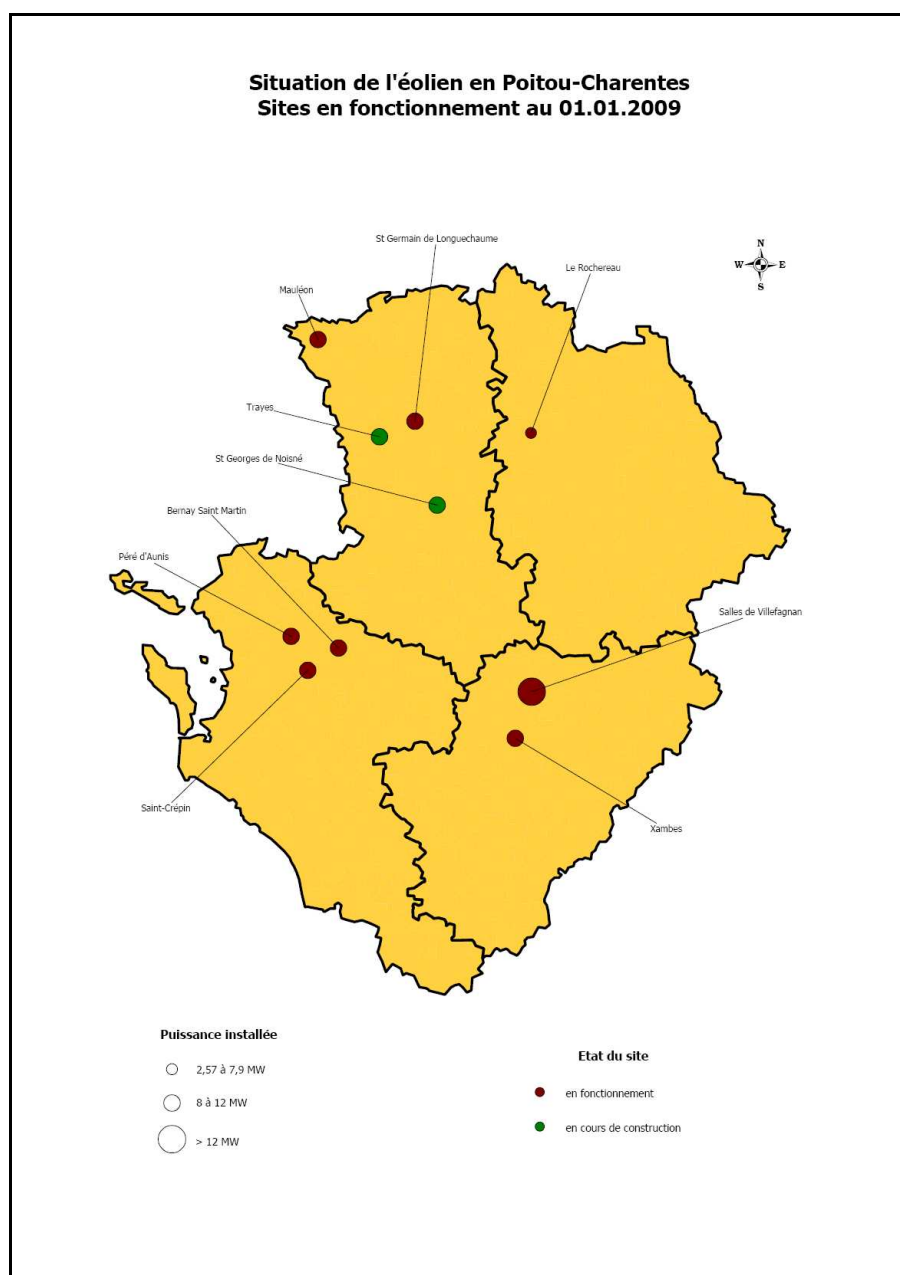 Situation de l'éolien en Poitou-Charentes
Sites en fonctionnement au 01.01.2009
St Germain de Longuechaume
N
W
E
S
Le Rochereau
Mauléon
Trayes
St Georges de Noisné
Bernay Saint Martin
Péré d'Aunis
Salles de Villefagnan
Saint-Crépin
Xambes
Puissance installée
2,57 à 7,9 MW
8 à 12 MW
> 12 MW
Etat du site
en fonctionnement
en cours de construction